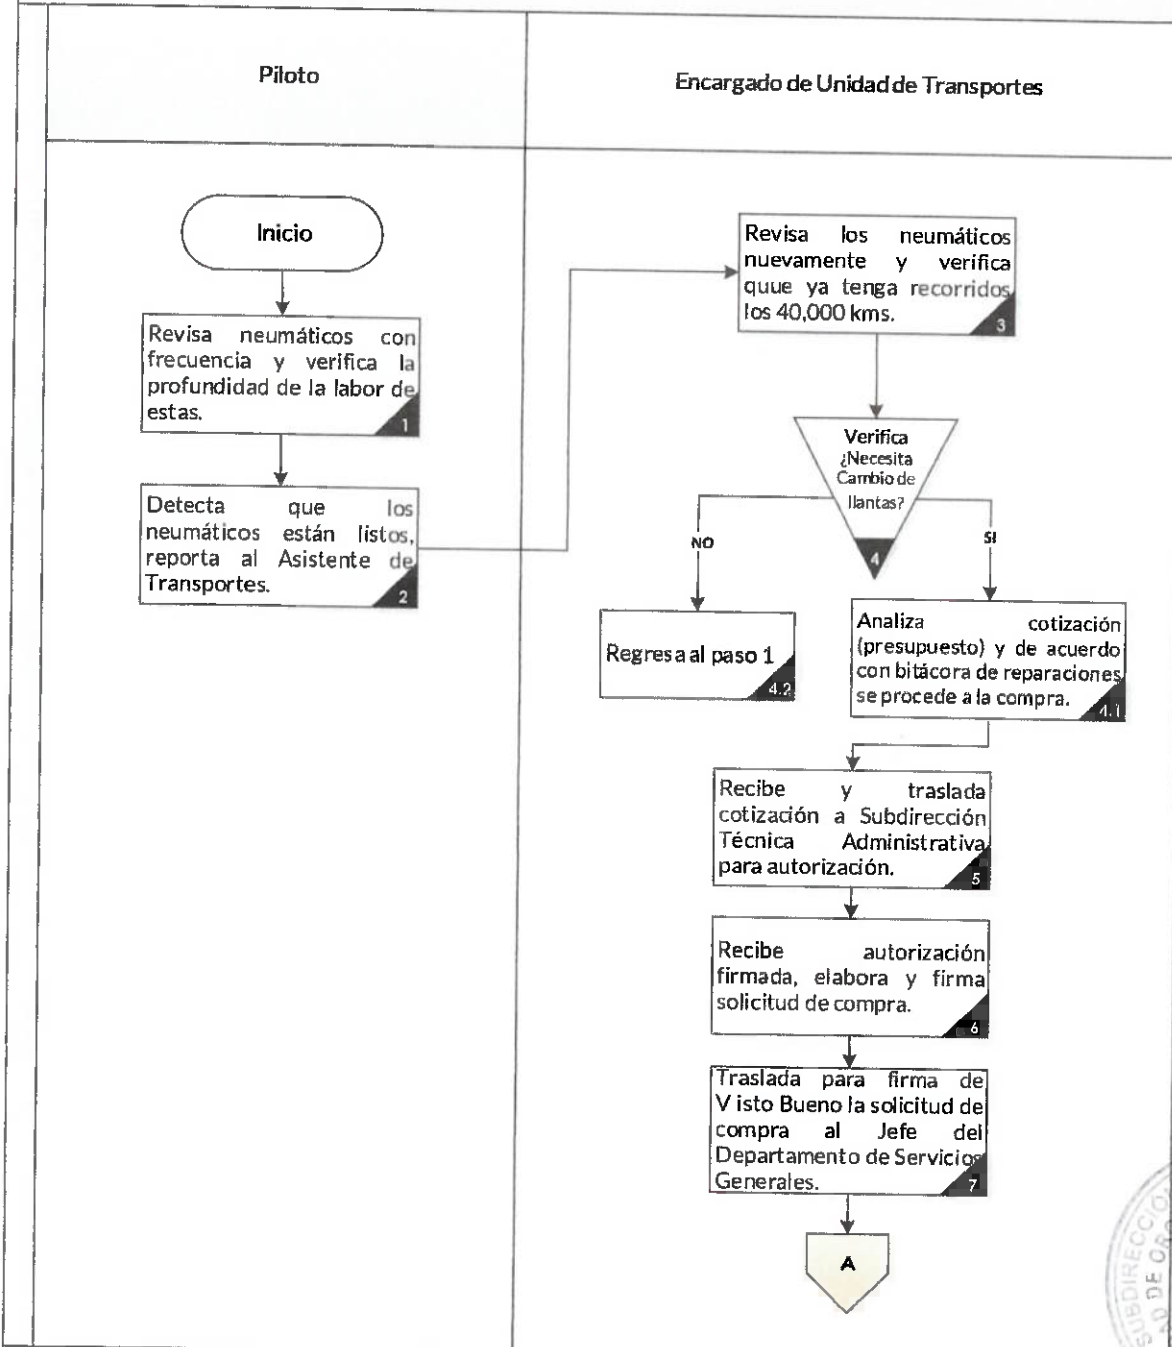 Piloto
Encargado de Unidad de Transportes
Inicio
Revisa neumáticos con
frecuencia y verifica la
profundidad de la labor de
estas.
1
Detecta que los
neumáticos están listos,
reporta al Asistente de
Transportes.
2
Revisa los neumáticos
nuevamente y verifica
quue ya tenga recorridos
los 40,000 kms.
3
Verifica
¿Necesita
Cambio de
llantas?
4
NO
SI
Regresa al paso 1
4.2
Analiza cotización
(presupuesto) y de acuerdo
con bitácora de reparaciones
se procede a la compra.
4.1
Recibe y traslada
cotización a Subdirección
Técnica Administrativa
para autorización.
5
Recibe autorización
firmada, elabora y firma
solicitud de compra.
6
Traslada para firma de
Visto Bueno la solicitud de
compra al Jefe del
Departamento de Servicios
Generales.
7
A
SUBDIRECCIO
DE